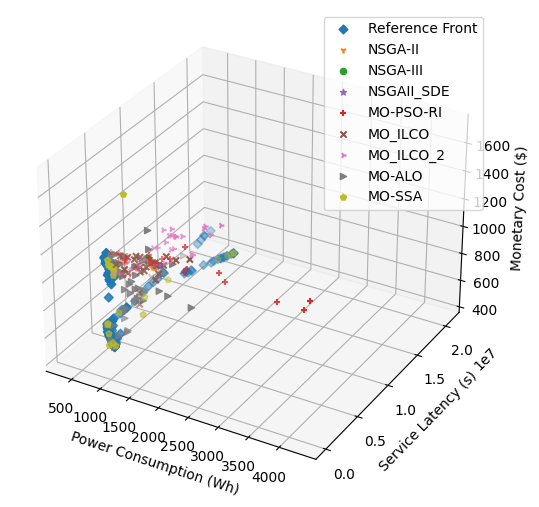 Reference Front
NSGA-II
NSGA-III
NSGAII_SDE
MO-PSO-RI
MO_ILCO
MO_ILCO_2
MO-ALO
MO-SSA
1600
1400
1200
1000
800
600
400
Monetary Cost ($)
2.0
1.5
1.0
0.5
0.0
1e7
Service Latency (s)
500
1000
1500
2000
2500
3000
3500
4000
Power Consumption (Wh)